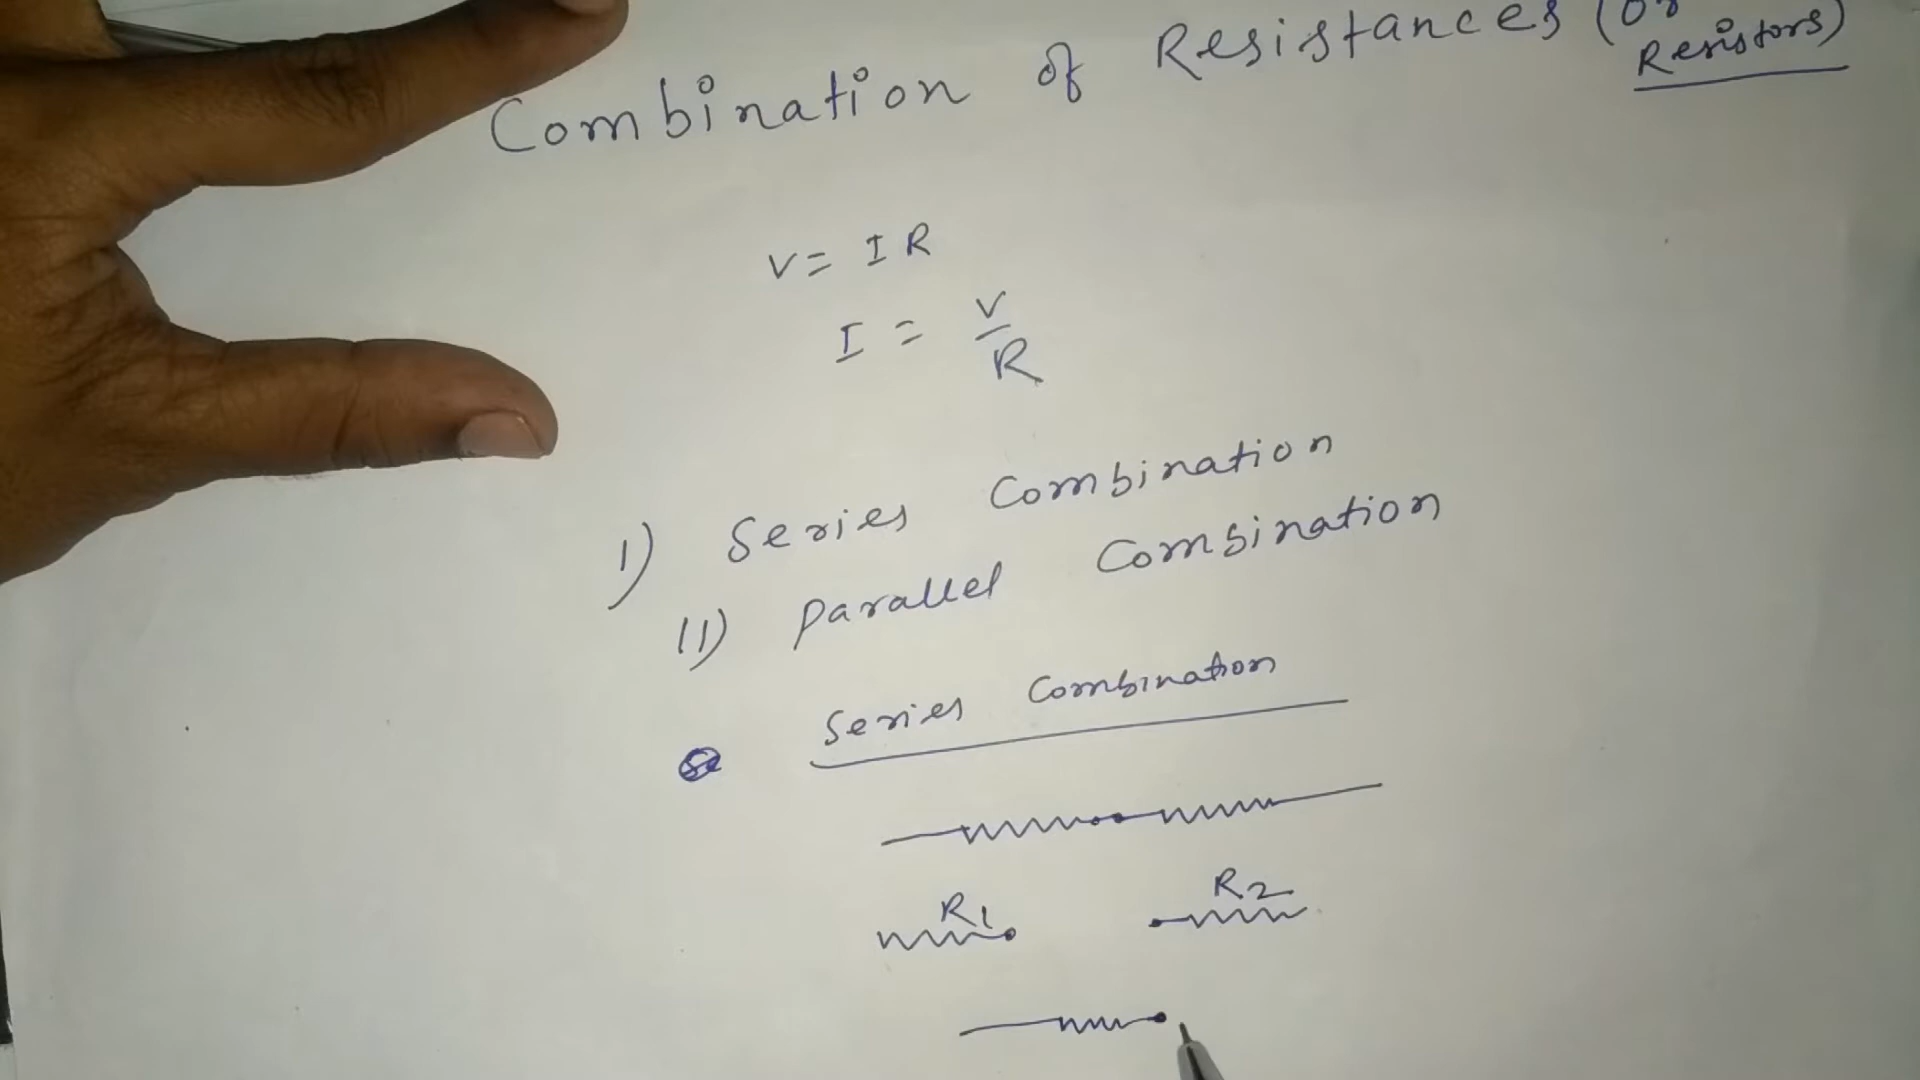 Combination of Resistances (or
Resistors)
V = IR
I = V/R
I) Series Combination
II) Parallel Combination
Series Combination
R1 R2